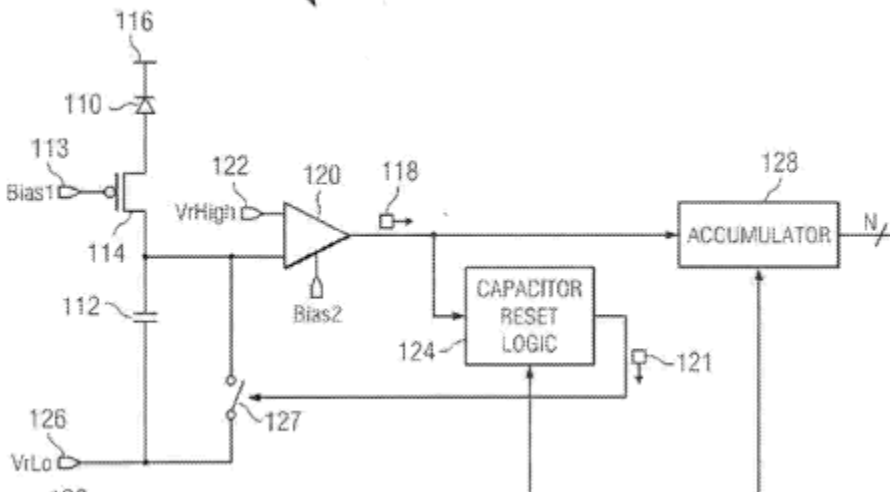 116
110
113
Bias1
114
122
VrHigh
120
118
128
ACCUMULATOR
N
Bias2
112
CAPACITOR
RESET
LOGIC
124
121
127
126
VrLo